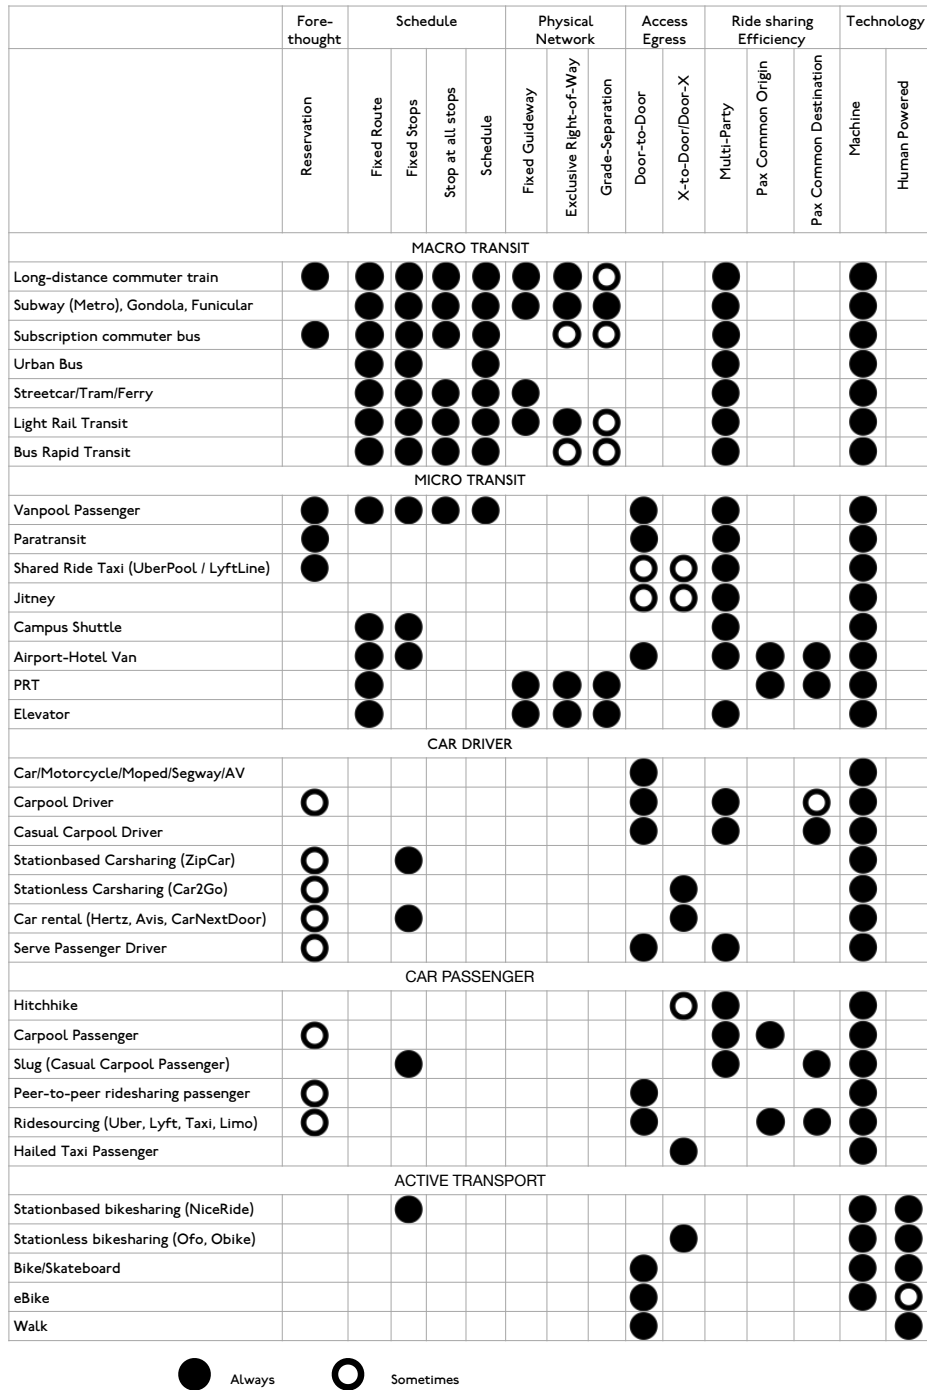 Fore-
thought
Schedule
Physical
Network
Access
Egress
Ride sharing
Efficiency
Technology
Reservation
Fixed Route
Fixed Stops
Stop at all stops
Schedule
Fixed Guideway
Exclusive Right-of-Way
Grade-Separation
Door-to-Door
X-to-Door/Door-X
Multi-Party
Pax Common Origin
Pax Common Destination
Machine
Human Powered
MACRO TRANSIT
Long-distance commuter train
Subway (Metro), Gondola, Funicular
Subscription commuter bus
Urban Bus
Streetcar/Tram/Ferry
Light Rail Transit
Bus Rapid Transit
MICRO TRANSIT
Vanpool Passenger
Paratransit
Shared Ride Taxi (UberPool / LyftLine)
Jitney
Campus Shuttle
Airport-Hotel Van
PRT
Elevator
CAR DRIVER
Car/Motorcycle/Moped/Segway/AV
Carpool Driver
Casual Carpool Driver
Stationbased Carsharing (ZipCar)
Stationless Carsharing (Car2Go)
Car rental (Hertz, Avis, CarNextDoor)
Serve Passenger Driver
CAR PASSENGER
Hitchhike
Carpool Passenger
Slug (Casual Carpool Passenger)
Peer-to-peer ridesharing passenger
Ridesourcing (Uber, Lyft, Taxi, Limo)
Hailed Taxi Passenger
ACTIVE TRANSPORT
Stationbased bikesharing (NiceRide)
Stationless bikesharing (Ofo, Obike)
Bike/Skateboard
eBike
Walk
Always Sometimes